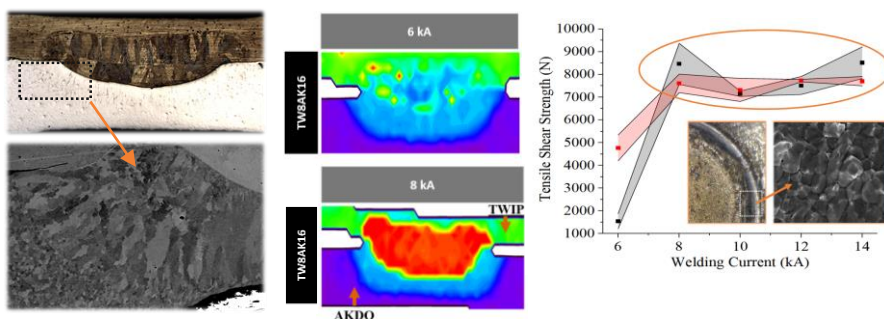 6 kA
TW8AK16
8 kA
TW8AK16
TWIP
AKDQ
Tensile Shear Strength (N)
10000
9000
8000
7000
6000
5000
4000
3000
2000
1000
6
8
10
12
14
Welding Current (kA)